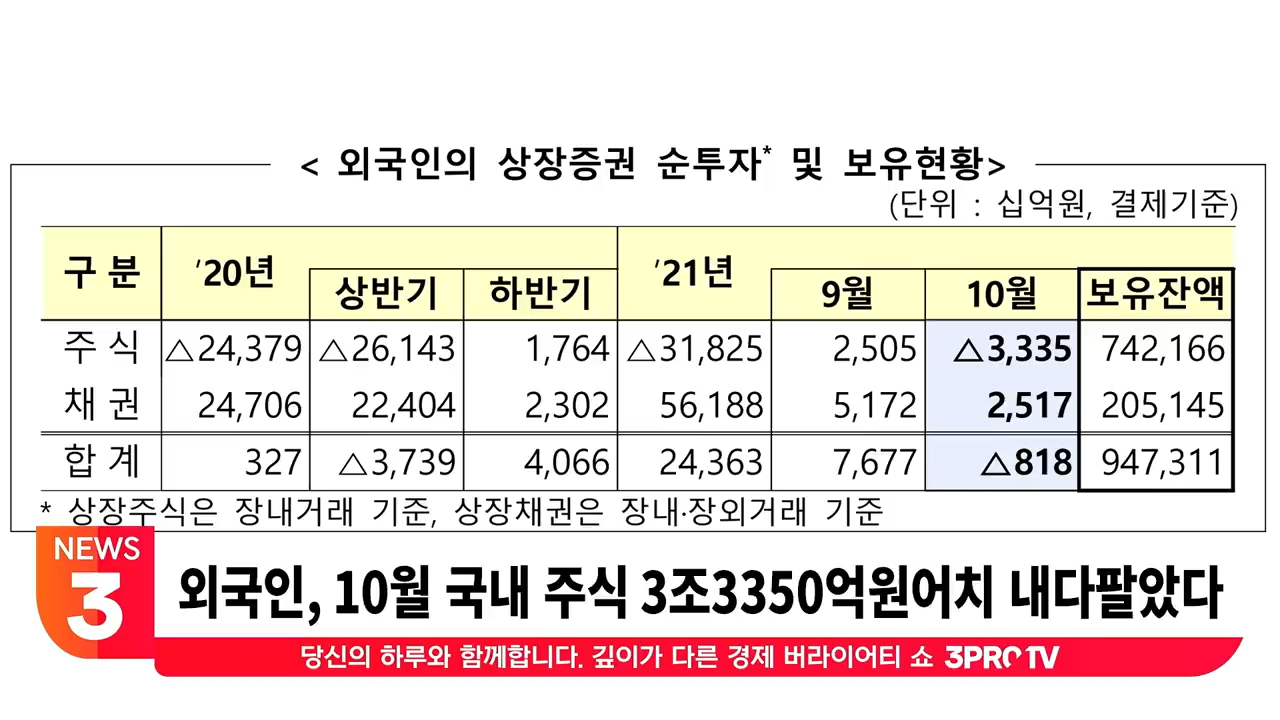 < 외국인의 상장증권 순투자* 및 보유현황>
(단위 : 십억원, 결제기준)
구 분 ’20년 상반기 하반기 ’21년 9월 10월 보유잔액
주 식 △24,379 △26,143 1,764 △31,825 2,505 △3,335 742,166
채 권 24,706 22,404 2,302 56,188 5,172 2,517 205,145
합 계 327 △3,739 4,066 24,363 7,677 △818 947,311
* 상장주식은 장내거래 기준, 상장채권은 장내·장외거래 기준
NEWS
3
외국인, 10월 국내 주식 3조3350억원어치 내다팔았다
당신의 하루와 함께합니다. 깊이가 다른 경제 버라이어티 쇼 3PRO TV